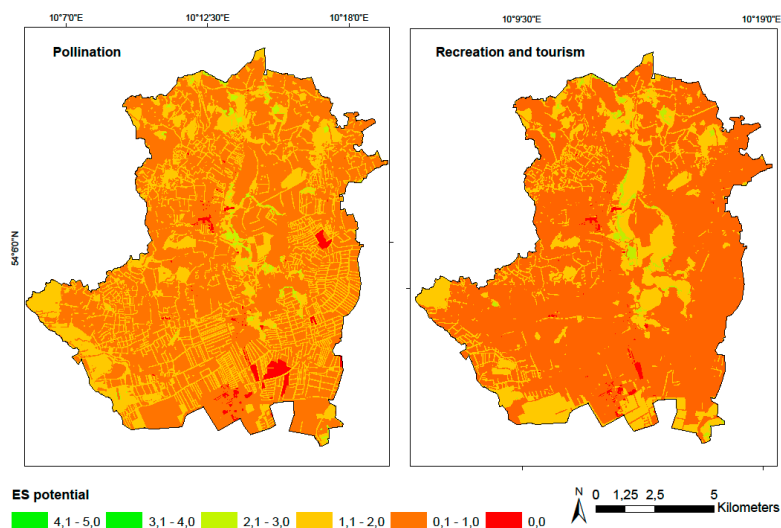 10°7'0"E 10°12'30"E 10°18'0"E 10°9'30"E 10°19'0"E
Pollination
Recreation and tourism
54°6'0"N
ES potential
4,1 - 5,0 3,1 - 4,0 2,1 - 3,0 1,1 - 2,0 0,1 - 1,0 0,0
N
0 1,25 2,5 5
Kilometers